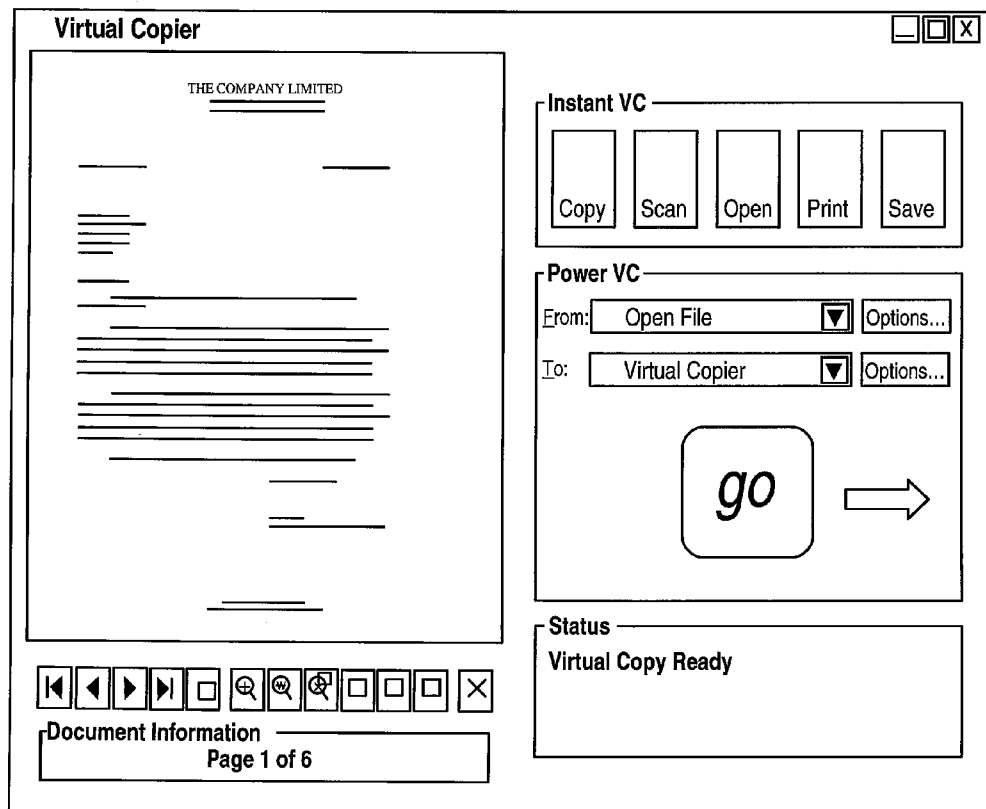 Virtual Copier
X
THE COMPANY LIMITED
Instant VC
Copy Scan Open Print Save
Power VC
From: Open File Options...
To: Virtual Copier Options...
go
Status
Virtual Copy Ready
Document Information
Page 1 of 6